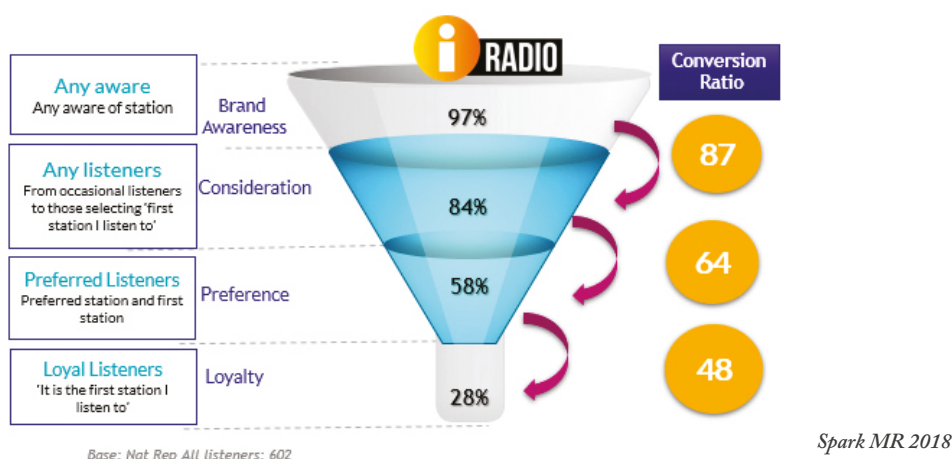 i RADIO
Conversion
Ratio
Any aware
Any aware of station
Brand
Awareness
97%
87
Any listeners
From occasional listeners
to those selecting 'first
station I listen to'
Consideration
84%
64
Preferred Listeners
Preferred station and first
station
Preference
58%
48
Loyal Listeners
'It is the first station I
listen to'
Loyalty
28%
Base: Nat Rep All listeners: 602
Spark MR 2018